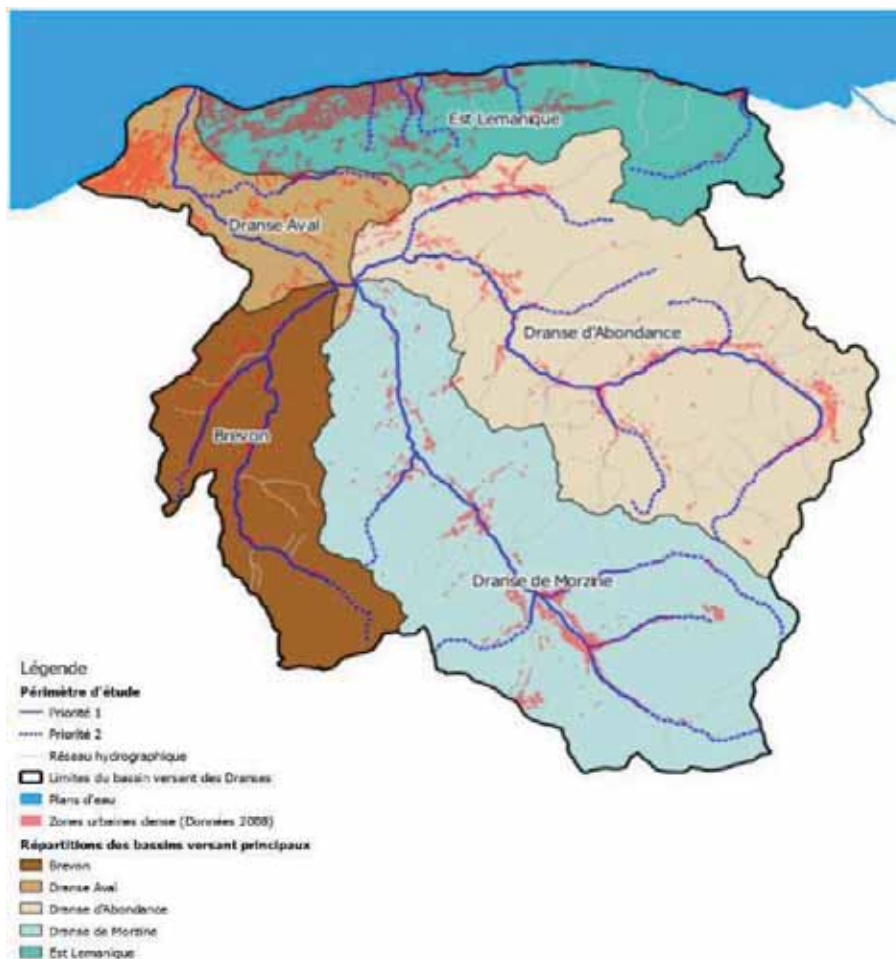 Est Lemanique
Dranse Aval
Dranse d'Abondance
Brevon
Dranse de Morzine
Légende
Périmètre d'étude
Priorité 1
Priorité 2
Réseau hydrographique
Limites du bassin versant des Dranses
Plans d'eau
Zones urbaines dense (Données 2008)
Répartitions des bassins versant principaux
Brevon
Dranse Aval
Dranse d'Abondance
Dranse de Morzine
Est Lemanique